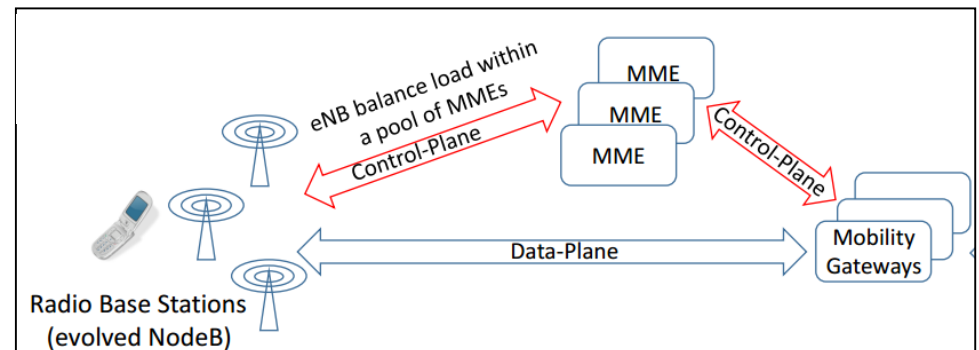 eNB balance load within
a pool of MMEs
Control-Plane
MME
MME
MME
Control-Plane
Data-Plane
Mobility
Gateways
Radio Base Stations
(evolved NodeB)